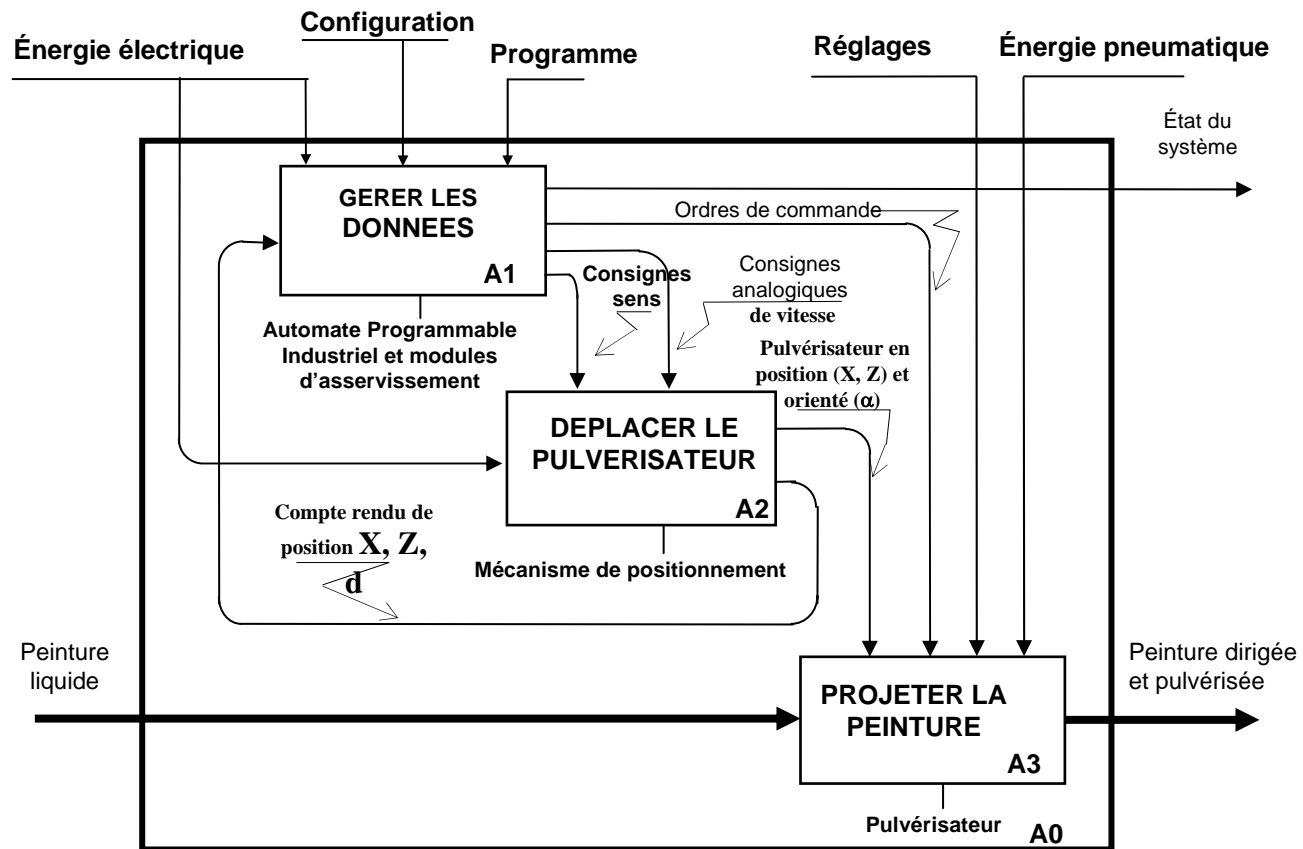 Configuration
Énergie électrique
Programme
Réglages
Énergie pneumatique
État du
système
GERER LES
DONNEES
A1
Ordres de commande
Consignes
sens
Consignes
analogiques
de vitesse
Automate Programmable
Industriel et modules
d’asservissement
Pulvérisateur en
position (X, Z) et
orienté (α)
DEPLACER LE
PULVERISATEUR
A2
Compte rendu de
position X, Z,
d
Mécanisme de positionnement
Peinture
liquide
PROJETER LA
PEINTURE
A3
Peinture dirigée
et pulvérisée
Pulvérisateur
A0